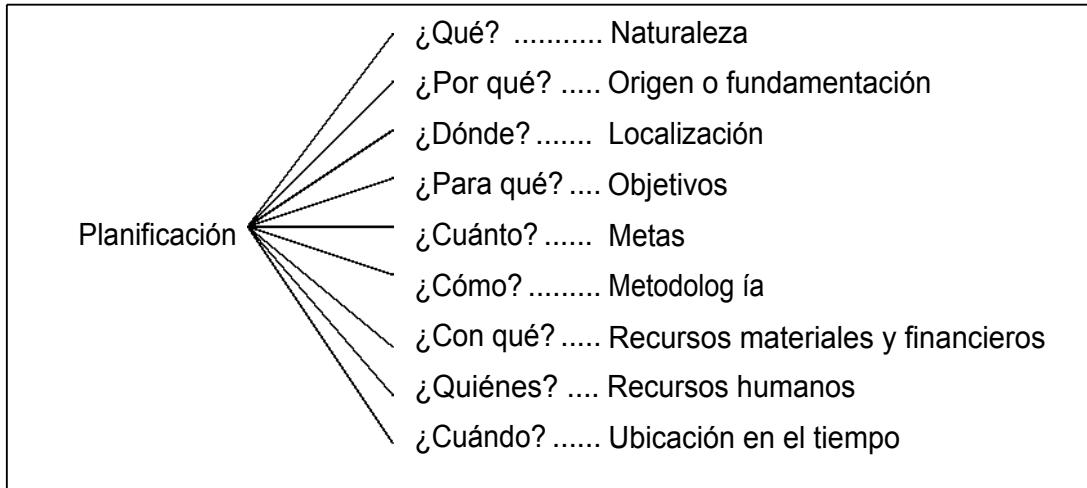 ¿Qué? ........... Naturaleza
¿Por qué? ..... Origen o fundamentación
¿Dónde? ....... Localización
¿Para qué? .... Objetivos
Planificación
¿Cuánto? ...... Metas
¿Cómo? ......... Metodolog ía
¿Con qué? ..... Recursos materiales y financieros
¿Quiénes? .... Recursos humanos
¿Cuándo? ...... Ubicación en el tiempo